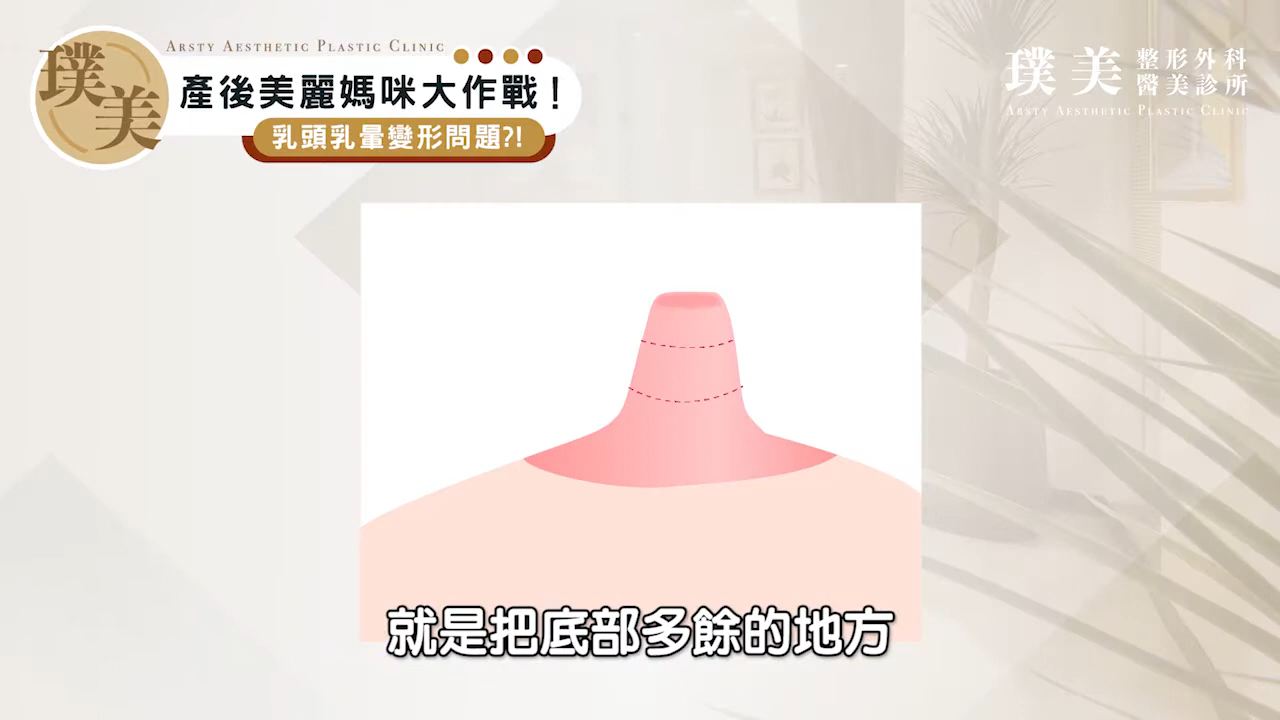 璞美
ARSTY AESTHETIC PLASTIC CLINIC
產後美麗媽咪大作戰！
乳頭乳暈變形問題?!
璞美 整形外科
醫美診所
ARSTY AESTHETIC PLASTIC CLINIC
就是把底部多餘的地方